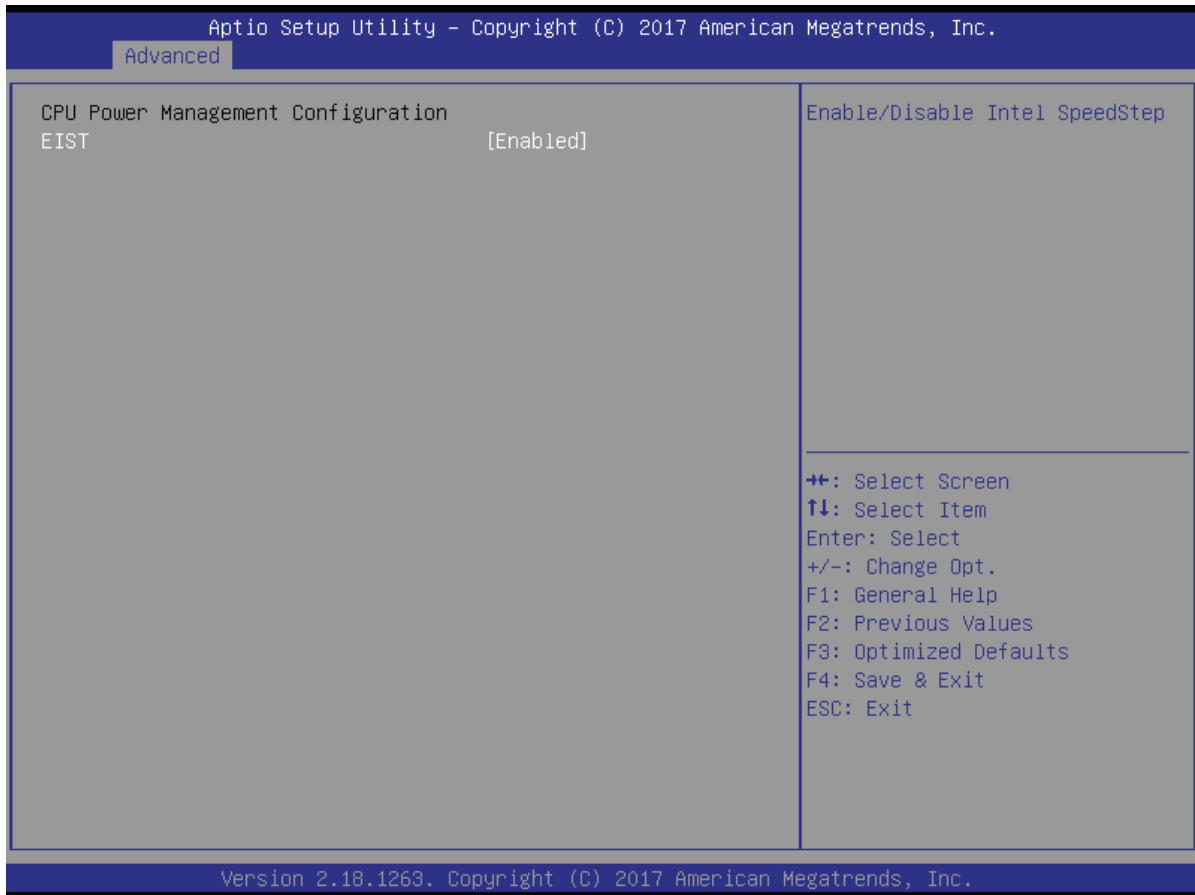 Aptio Setup Utility – Copyright (C) 2017 American Megatrends, Inc.
Advanced
CPU Power Management Configuration
EIST [Enabled]
Enable/Disable Intel SpeedStep
→←: Select Screen
↑↓: Select Item
Enter: Select
+/-: Change Opt.
F1: General Help
F2: Previous Values
F3: Optimized Defaults
F4: Save & Exit
ESC: Exit
Version 2.18.1263. Copyright (C) 2017 American Megatrends, Inc.